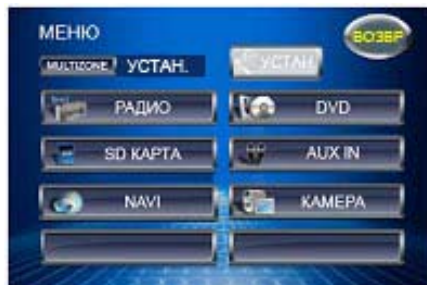 МЕНЮ ВОЗВР
MULTIZONE УСТАН. УСТАН
РАДИО DVD
SD КАРТА AUX IN
NAVI КАМЕРА